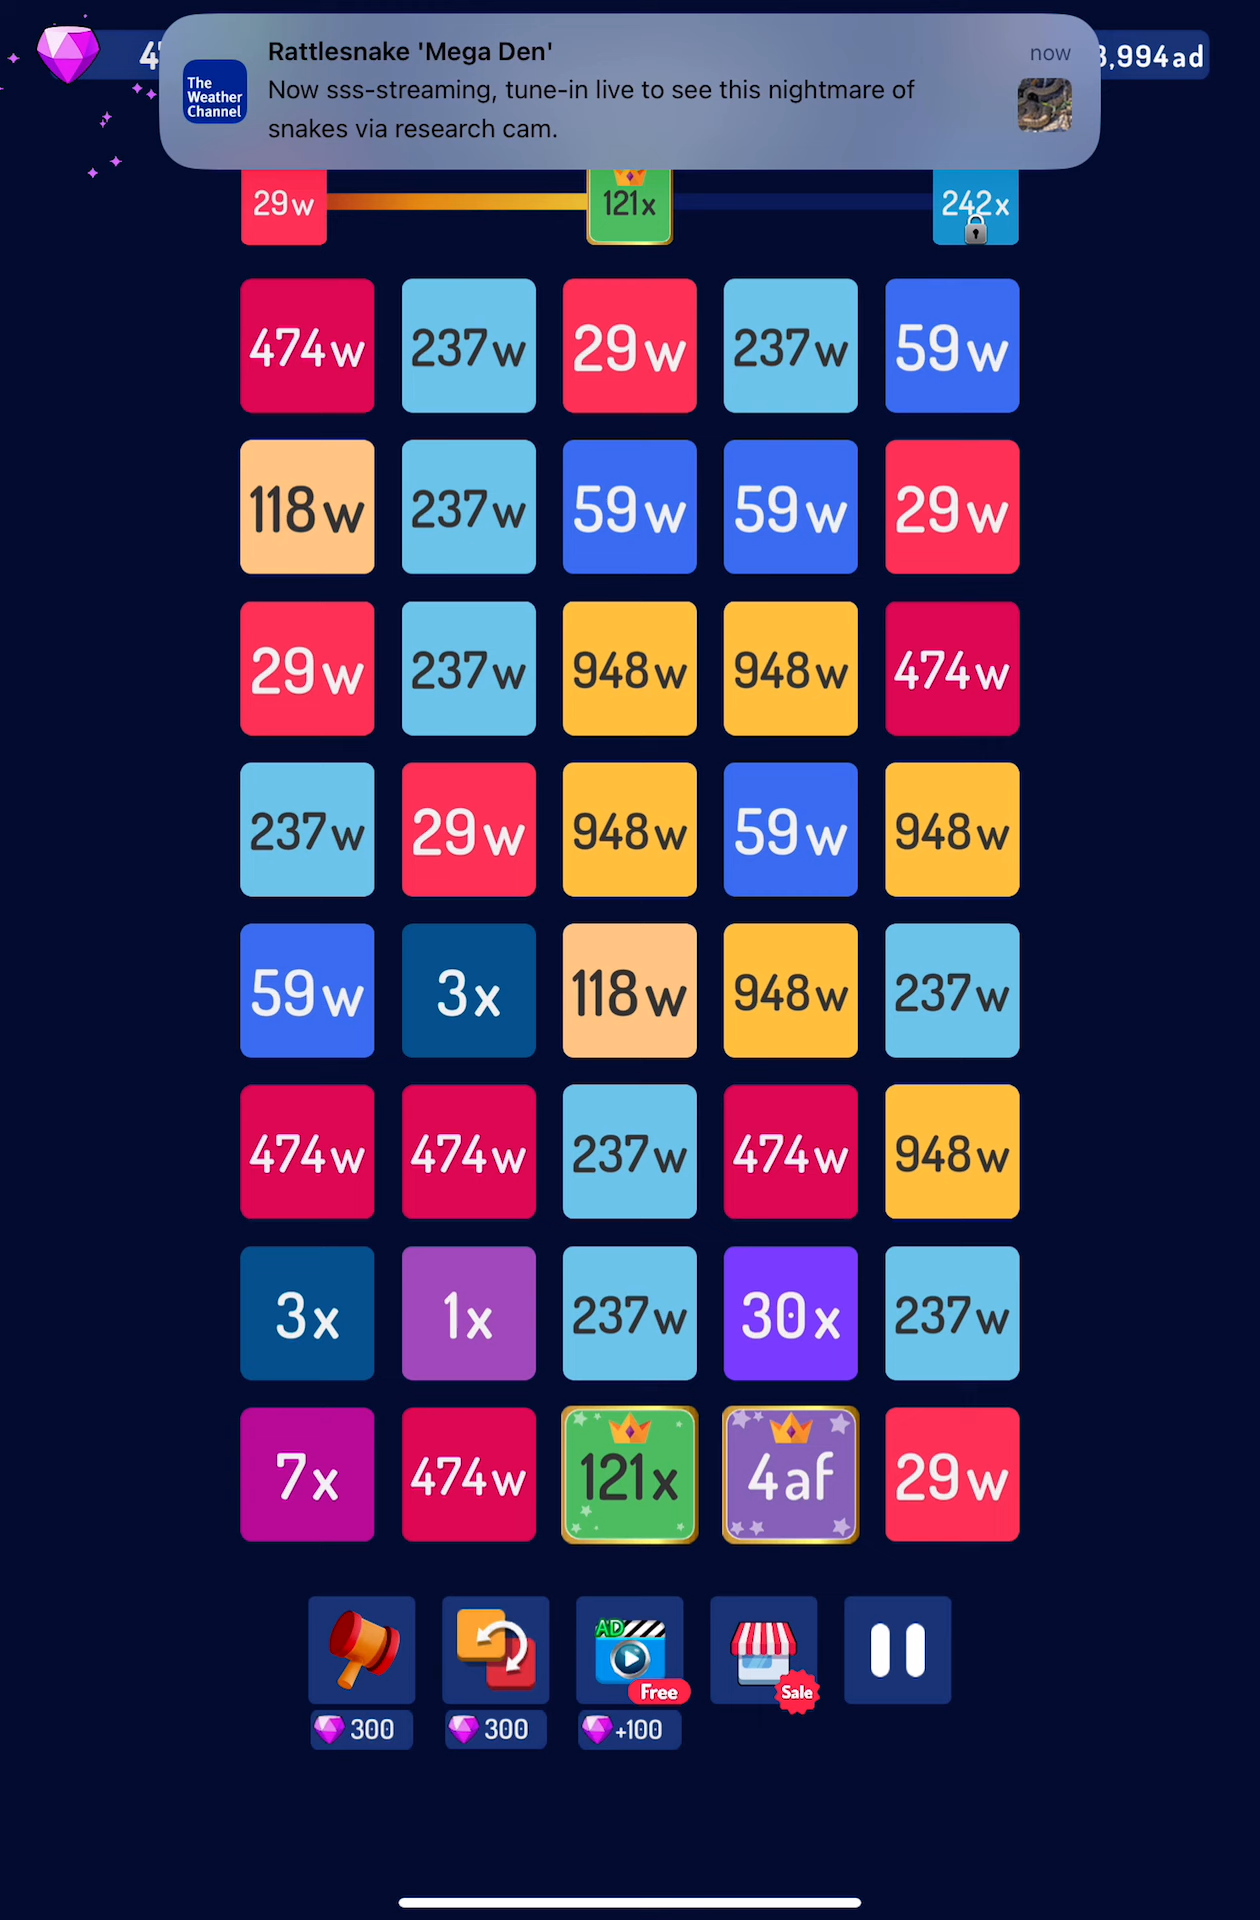 Rattlesnake 'Mega Den'
now
The
Weather
Channel
Now sss-streaming, tune-in live to see this nightmare of
snakes via research cam.
,994ad
29w 121x 242x
474w 237w 29w 237w 59w
118w 237w 59w 59w 29w
29w 237w 948w 948w 474w
237w 29w 948w 59w 948w
59w 3x 118w 948w 237w
474w 474w 237w 474w 948w
3x 1x 237w 30x 237w
7x 474w 121x 4af 29w
AD
Free
Sale
300 300 +100